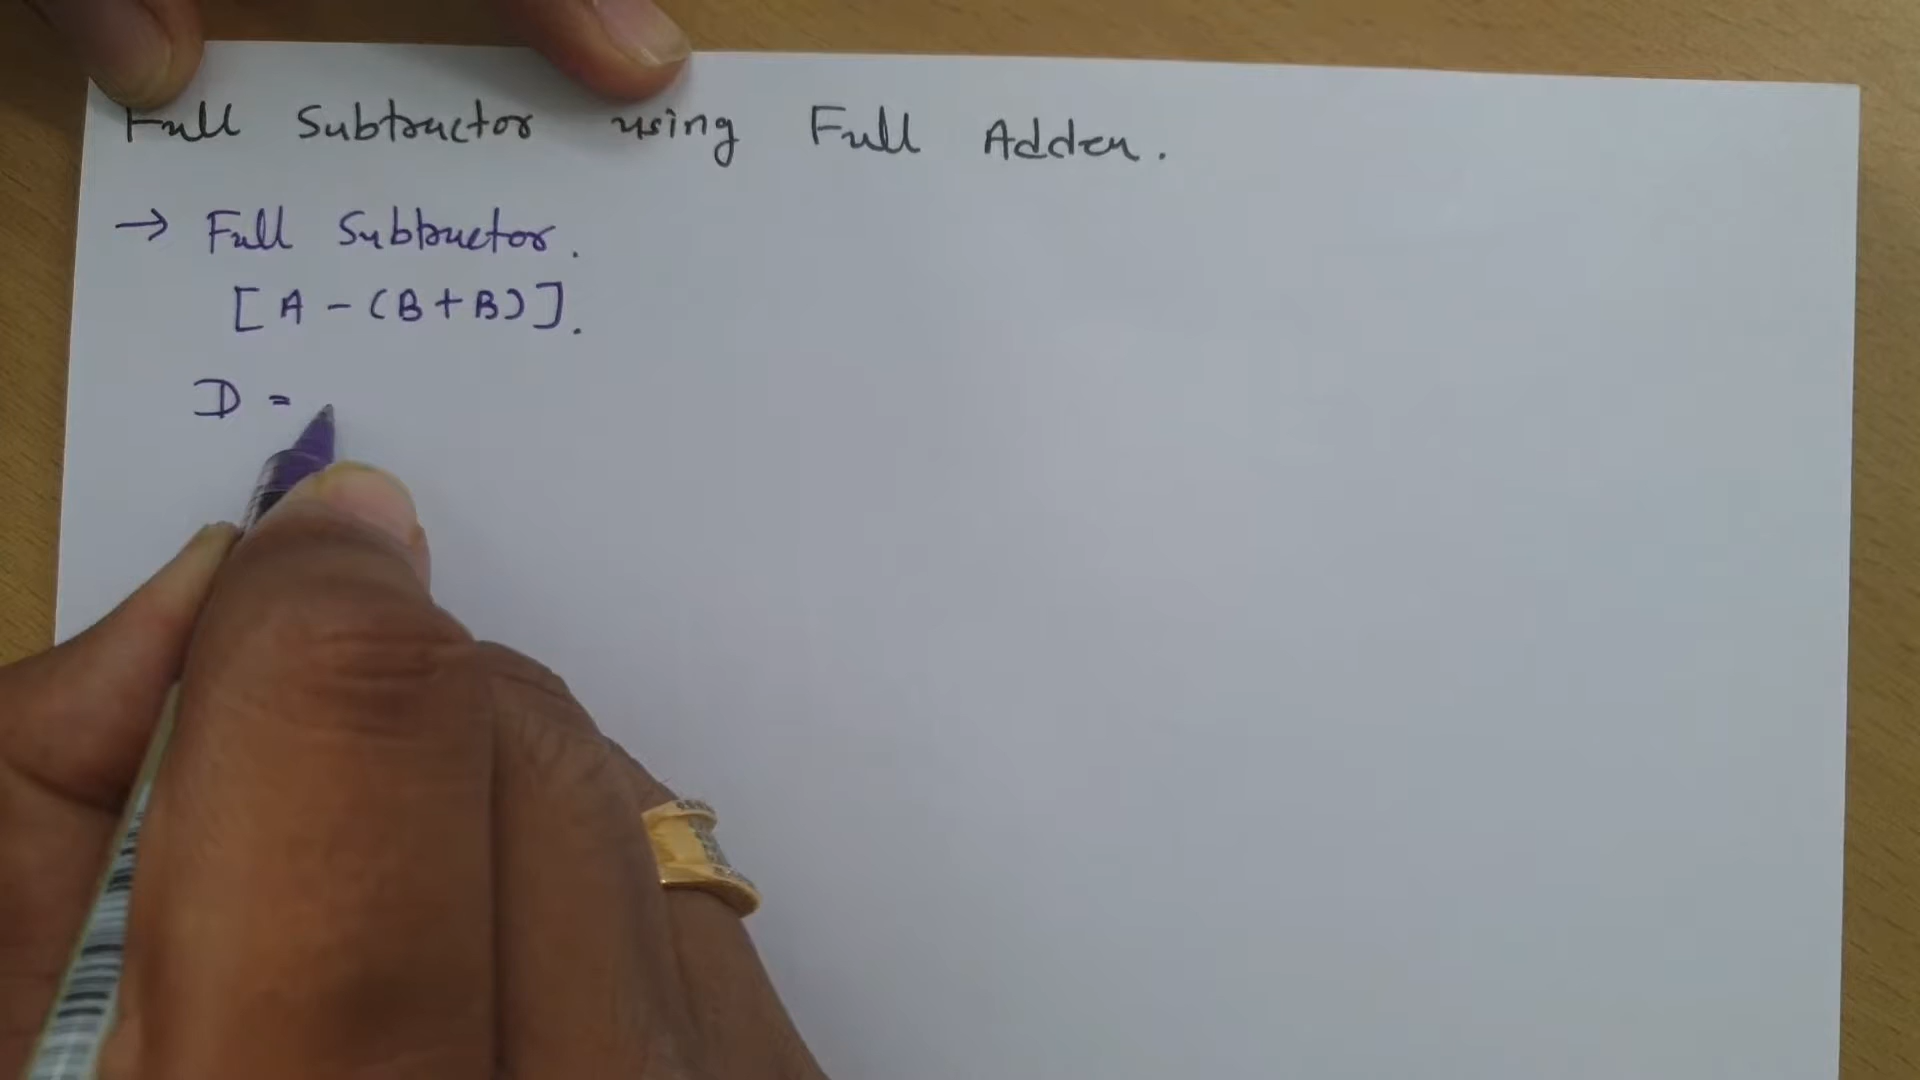 Full Subtractor using Full Adder.
→ Full Subtractor.
[A - (B + B)].
D =